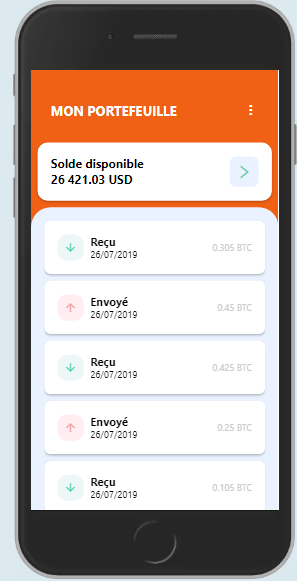 MON PORTEFEUILLE
Solde disponible
26 421.03 USD
Reçu
26/07/2019
0.305 BTC
Envoyé
26/07/2019
0.45 BTC
Reçu
26/07/2019
0.425 BTC
Envoyé
26/07/2019
0.25 BTC
Reçu
26/07/2019
0.105 BTC